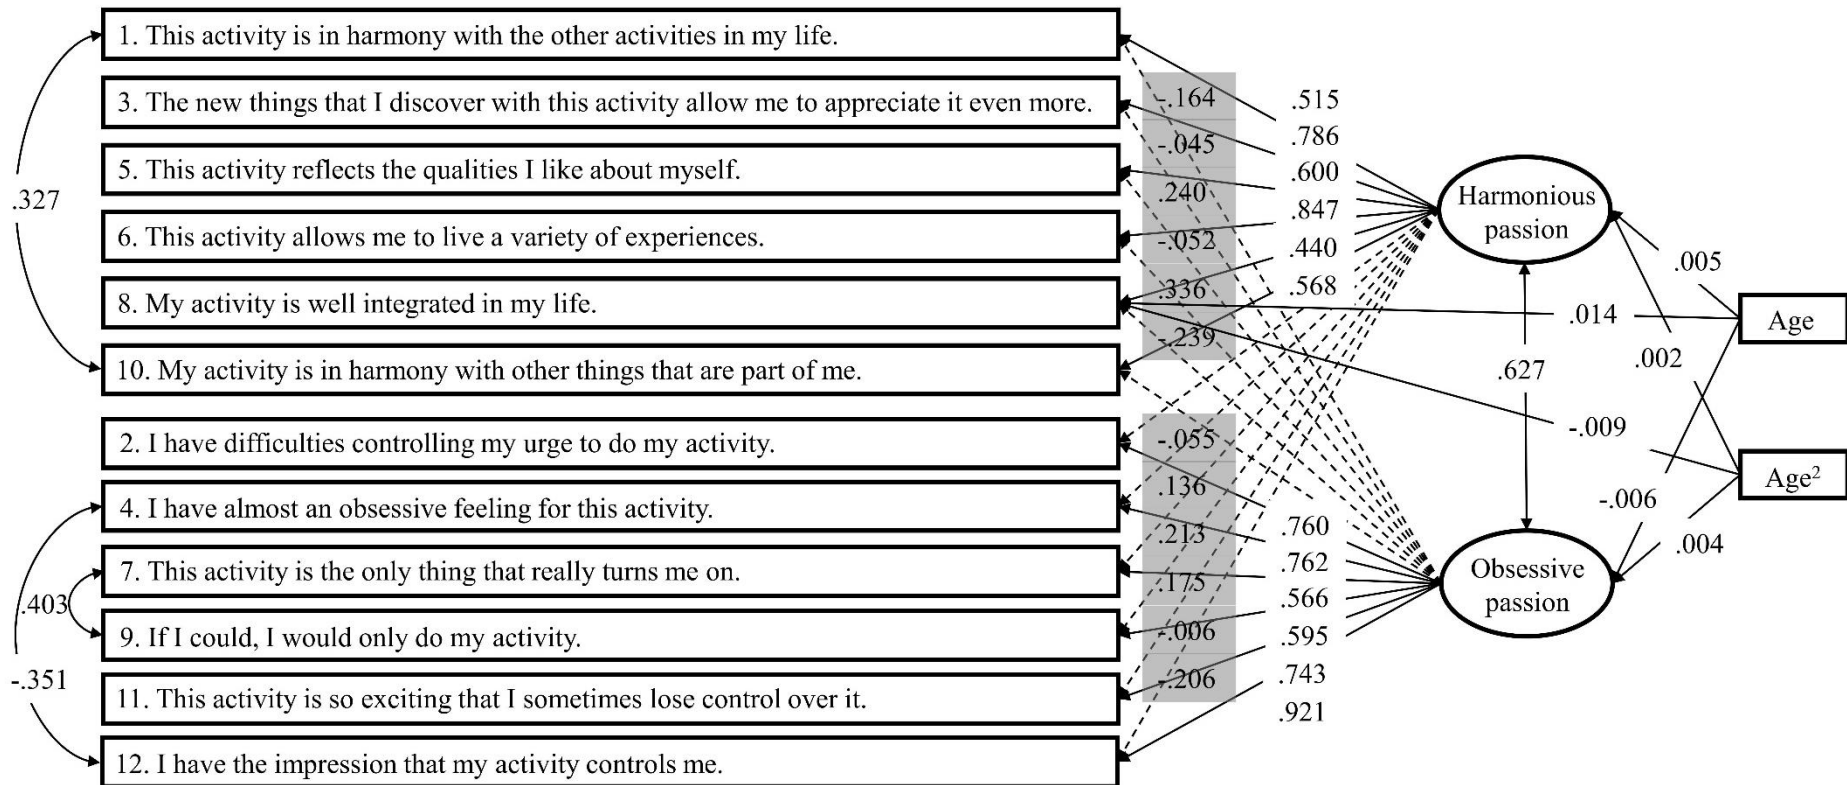 1. This activity is in harmony with the other activities in my life.
3. The new things that I discover with this activity allow me to appreciate it even more.
5. This activity reflects the qualities I like about myself.
6. This activity allows me to live a variety of experiences.
8. My activity is well integrated in my life.
10. My activity is in harmony with other things that are part of me.
2. I have difficulties controlling my urge to do my activity.
4. I have almost an obsessive feeling for this activity.
7. This activity is the only thing that really turns me on.
9. If I could, I would only do my activity.
11. This activity is so exciting that I sometimes lose control over it.
12. I have the impression that my activity controls me.
.327
.403
-.351
-.164
-.045
.240
-.052
.336
-.239
-.055
.136
.213
.175
-.006
-.206
.515
.786
.600
.847
.440
.568
.760
.762
.566
.595
.743
.921
Harmonious
passion
.627
Obsessive
passion
.005
.014
.002
-.009
-.006
.004
Age
Age²